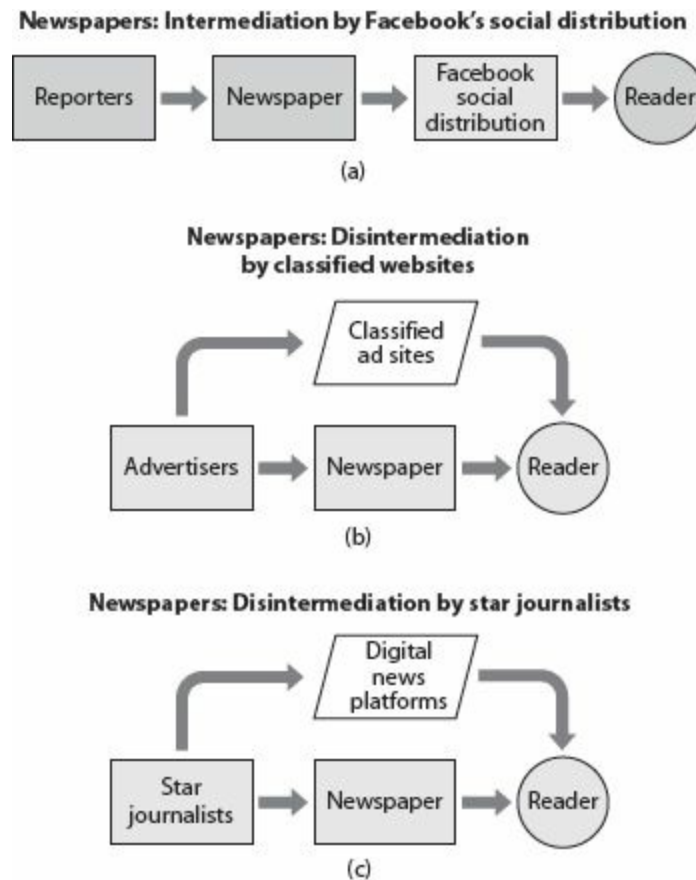 Newspapers: Intermediation by Facebook's social distribution
Reporters
Newspaper
Facebook
social
distribution
Reader
(a)
Newspapers: Disintermediation
by classified websites
Classified
ad sites
Advertisers
Newspaper
Reader
(b)
Newspapers: Disintermediation by star journalists
Digital
news
platforms
Star
journalists
Newspaper
Reader
(c)